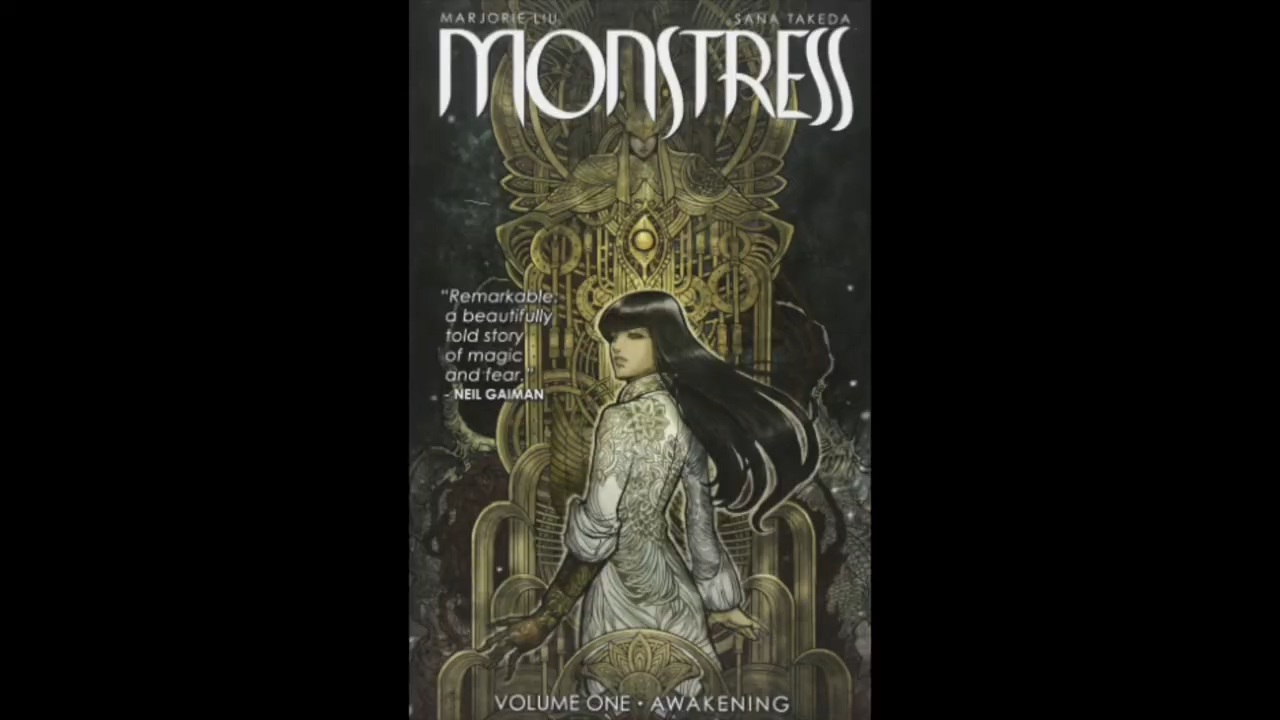 MARJORIE LIU
SANA TAKEDA
MONSTRESS
"Remarkable:
a beautifully
told story
of magic
and fear."
- NEIL GAIMAN
VOLUME ONE • AWAKENING